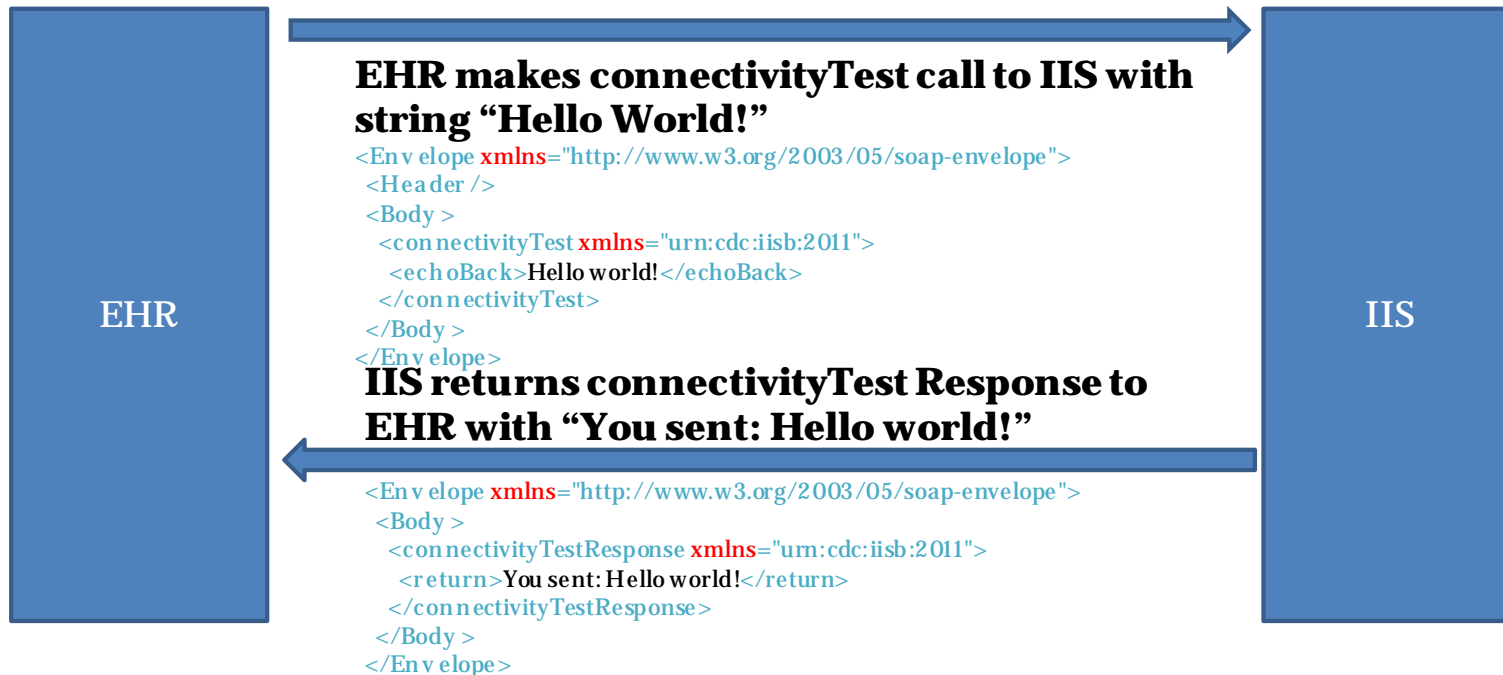 EHR makes connectivityTest call to IIS with
string “Hello World!”
<Envelope xmlns="http://www.w3.org/2003/05/soap-envelope">
<Header />
<Body>
<connectivityTest xmlns="urn:cdc:iisb:2011">
<echoBack>Hello world!</echoBack>
</connectivityTest>
</Body>
</Envelope>
EHR
IIS
IIS returns connectivityTest Response to
EHR with “You sent: Hello world!”
<Envelope xmlns="http://www.w3.org/2003/05/soap-envelope">
<Body>
<connectivityTestResponse xmlns="urn:cdc:iisb:2011">
<return>You sent: Hello world!</return>
</connectivityTestResponse>
</Body>
</Envelope>